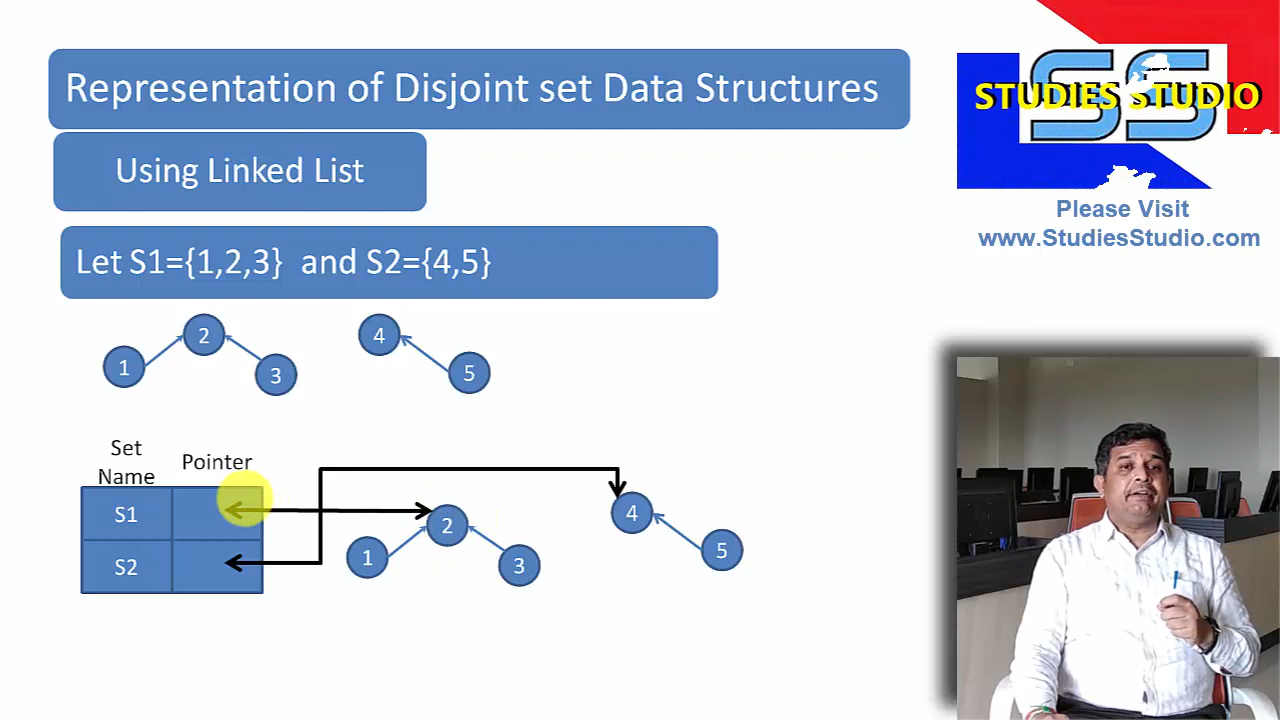 Representation of Disjoint set Data Structures
Using Linked List
Let S1={1,2,3} and S2={4,5}
2
4
1
3
5
Set
Name
Pointer
S1
S2
2
4
1
3
5
SS
STUDIES STUDIO
Please Visit
www.StudiesStudio.com